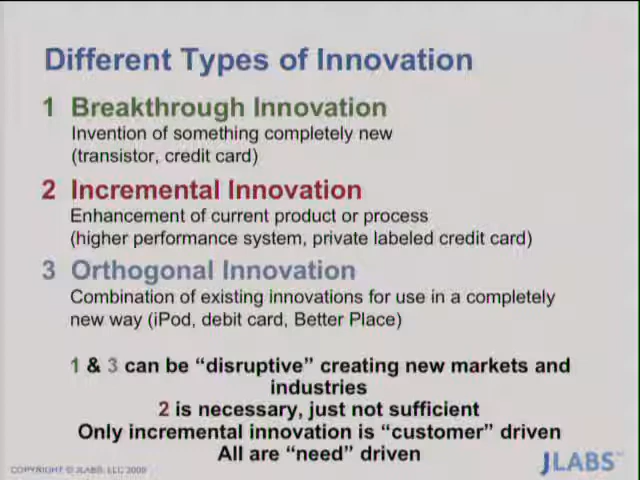 Different Types of Innovation
1 Breakthrough Innovation
Invention of something completely new
(transistor, credit card)
2 Incremental Innovation
Enhancement of current product or process
(higher performance system, private labeled credit card)
3 Orthogonal Innovation
Combination of existing innovations for use in a completely
new way (iPod, debit card, Better Place)
1 & 3 can be “disruptive” creating new markets and
industries
2 is necessary, just not sufficient
Only incremental innovation is “customer” driven
All are “need” driven
COPYRIGHT © JLABS, LLC 2009
JLABS™